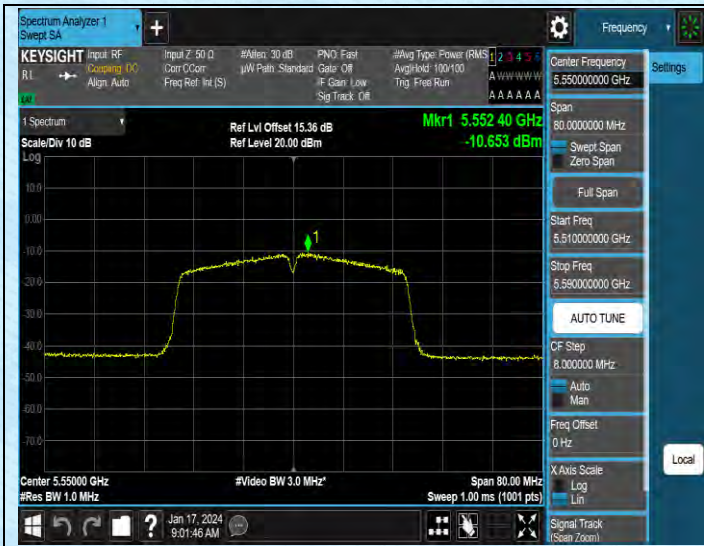 Spectrum Analyzer 1
Swept SA
+
Frequency
KEYSIGHT
RL
Input: RF
Coupling: DC
Align: Auto
Input Z: 50 Ω
Corr CCorr
Freq Ref: Int (S)
#Atten: 30 dB
µW Path: Standard
PNO: Fast
Gate: Off
IF Gain: Low
Sig Track: Off
#Avg Type: Power (RMS
Avg|Hold: 100/100
Trig: Free Run
1 2 3 4 5 6
A W W W W W
A A A A A A
1 Spectrum
Scale/Div 10 dB
Log
Ref Lvl Offset 15.36 dB
Ref Level 20.00 dBm
Mkr1 5.552 40 GHz
-10.653 dBm
10.0
0.00
-10.0
-20.0
-30.0
-40.0
-50.0
-60.0
-70.0
1
Center 5.55000 GHz
#Res BW 1.0 MHz
#Video BW 3.0 MHz*
Span 80.00 MHz
Sweep 1.00 ms (1001 pts)
?
Jan 17, 2024
9:01:46 AM
Center Frequency
5.550000000 GHz
Settings
Span
80.0000000 MHz
Swept Span
Zero Span
Full Span
Start Freq
5.510000000 GHz
Stop Freq
5.590000000 GHz
AUTO TUNE
CF Step
8.000000 MHz
Auto
Man
Freq Offset
0 Hz
X Axis Scale
Log
Lin
Signal Track
(Span Zoom)
Local